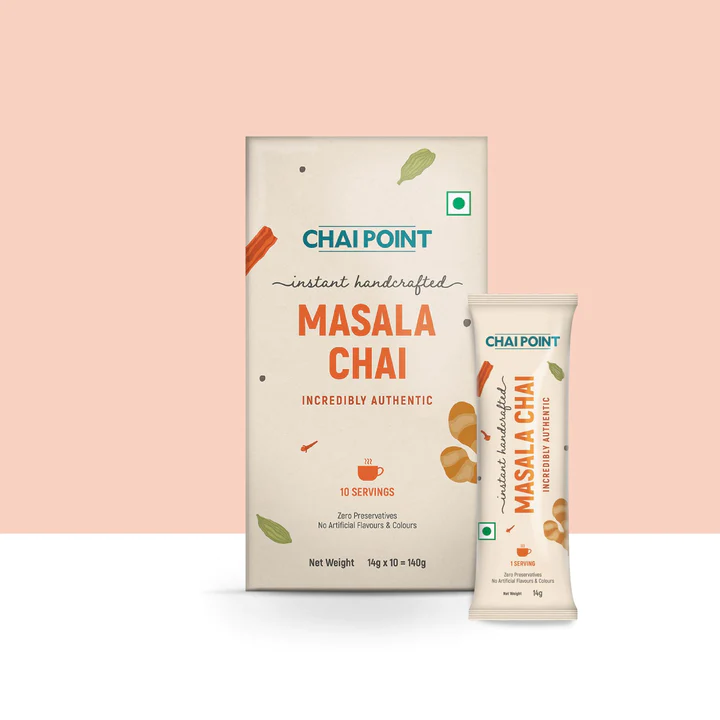 CHAI POINT
instant handcrafted
MASALA
CHAI
INCREDIBLY AUTHENTIC
10 SERVINGS
Zero Preservatives
No Artificial Flavours & Colours
Net Weight 14g x 10 = 140g
CHAI POINT
instant handcrafted
MASALA CHAI
INCREDIBLY AUTHENTIC
1 SERVING
Zero Preservatives
No Artificial Flavours & Colours
Net Weight 14g